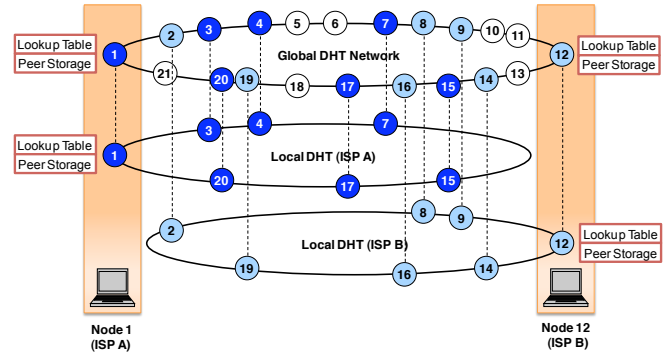 4 5 6 7
3 8
2 9 10 11
Lookup Table 1 Global DHT Network 12 Lookup Table
Peer Storage Peer Storage
21 20 19 18 17 16 15 14 13
4 7
3
Lookup Table 1 Local DHT (ISP A)
Peer Storage
20 17 15
8 9
2
Local DHT (ISP B) 12 Lookup Table
Peer Storage
19 16 14
Node 1 Node 12
(ISP A) (ISP B)